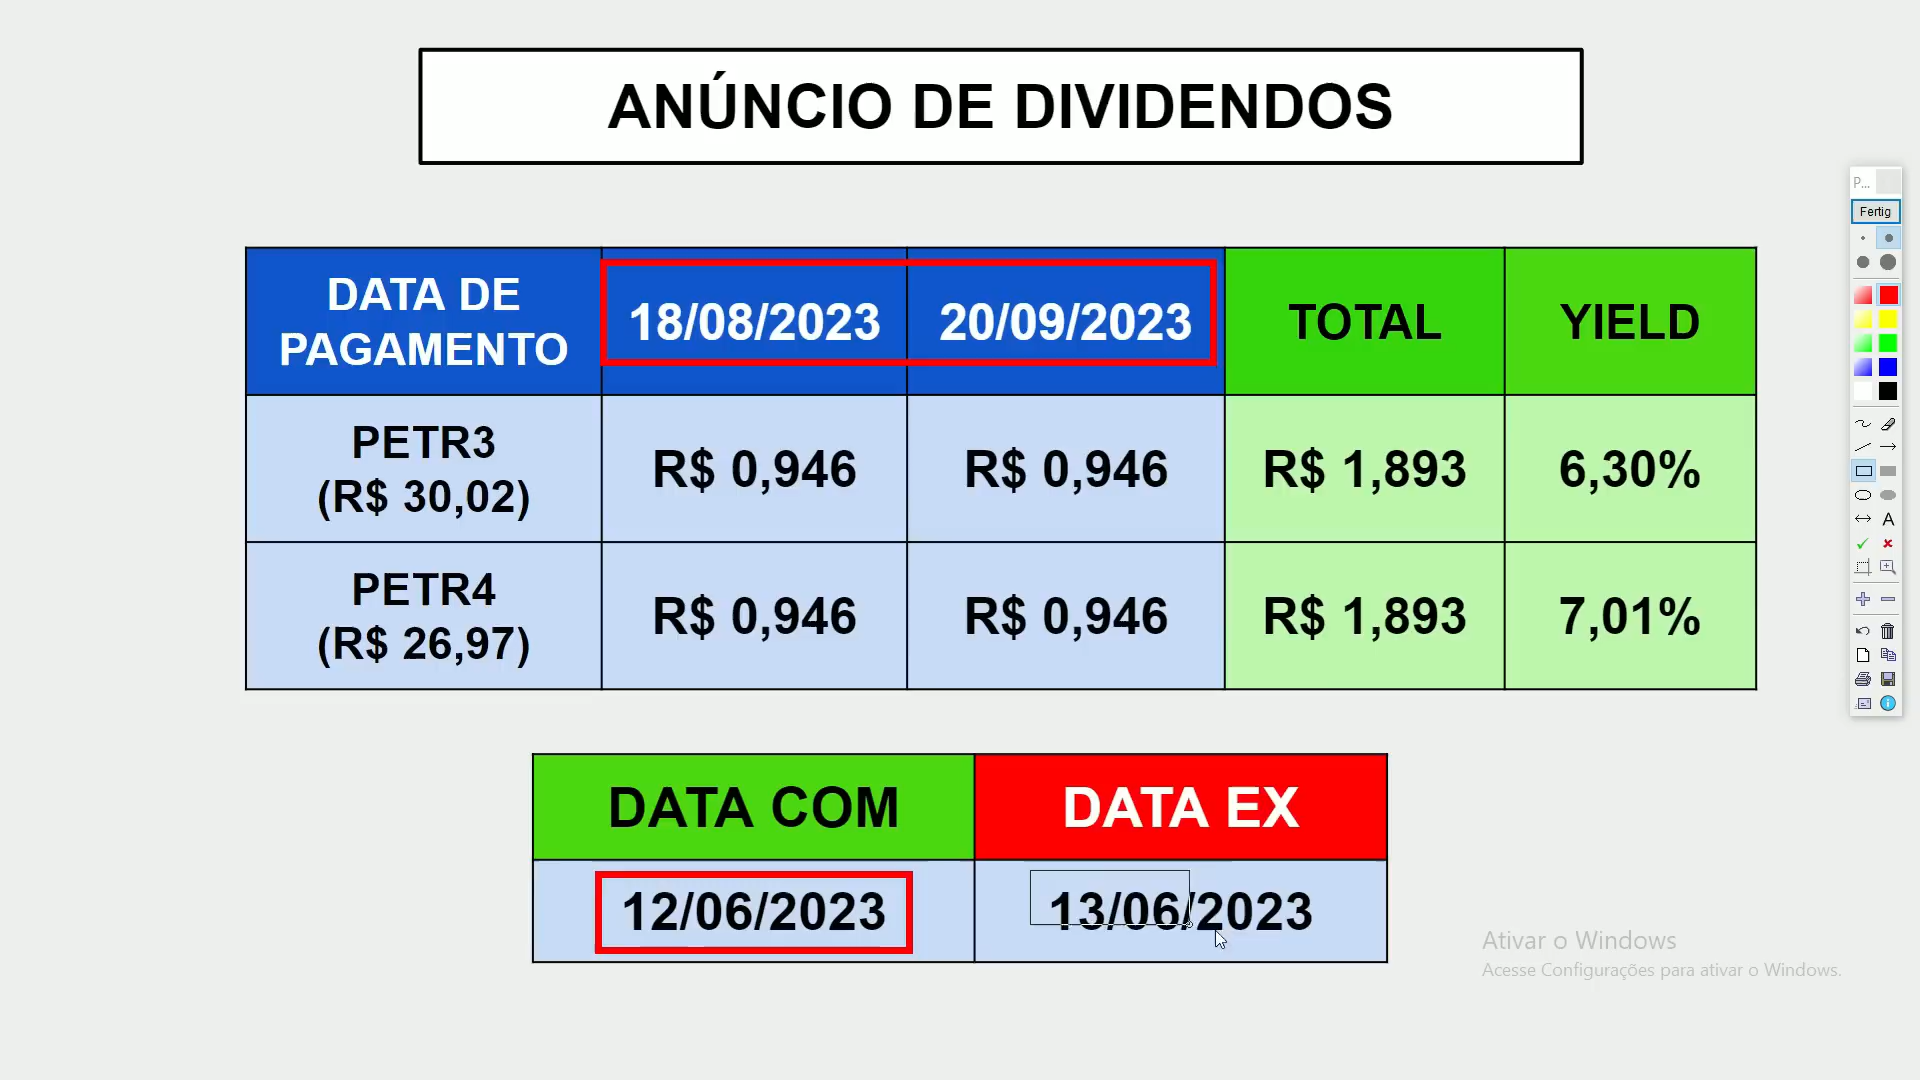 ANÚNCIO DE DIVIDENDOS
P...
Fertig
DATA DE
PAGAMENTO
18/08/2023
20/09/2023
TOTAL
YIELD
PETR3
(R$ 30,02)
R$ 0,946
R$ 0,946
R$ 1,893
6,30%
PETR4
(R$ 26,97)
R$ 0,946
R$ 0,946
R$ 1,893
7,01%
A
DATA COM
DATA EX
12/06/2023
13/06/2023
Ativar o Windows
Acesse Configurações para ativar o Windows.